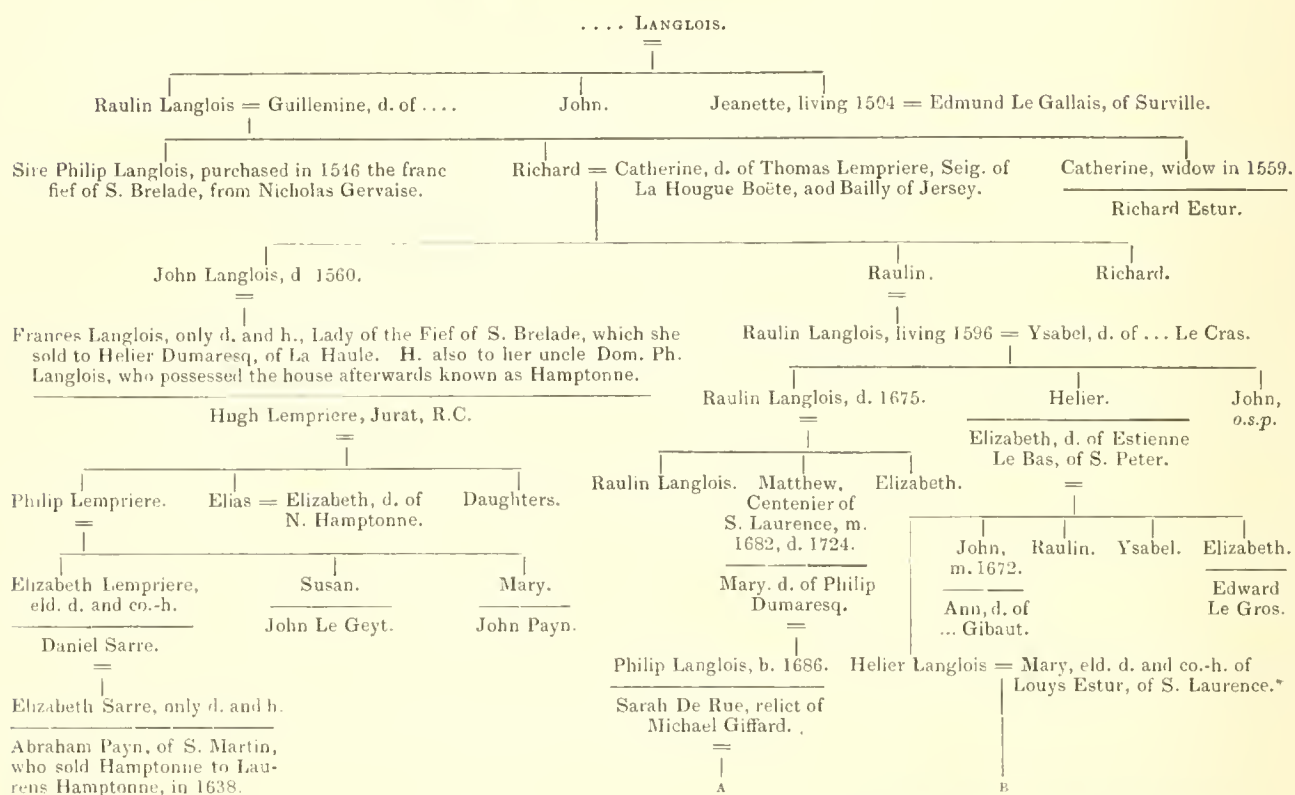 .... LANGLOIS.
=
Raulin Langlois = Guillemine, d. of .... John. Jeanette, living 1504 = Edmund Le Gallais, of Surville.
Sire Philip Langlois, purchased in 1546 the franc
fief of S. Brelade, from Nicholas Gervaise.
Richard = Catherine, d. of Thomas Lempriere, Seig. of
La Hougue Boëte, aod Bailly of Jersey.
Catherine, widow in 1559.
Richard Estur.
John Langlois, d 1560.
=
Raulin.
=
Richard.
Frances Langlois, only d. and h., Lady of the Fief of S. Brelade, which she
sold to Helier Dumaresq, of La Haule. H. also to her uncle Dom. Ph.
Langlois, who possessed the house afterwards known as Hamptonne.
Hugh Lempriere, Jurat, R.C.
=
Raulin Langlois, living 1596 = Ysabel, d. of ... Le Cras.
Raulin Langlois, d. 1675.
=
Helier.
Elizabeth, d. of Estienne
Le Bas, of S. Peter.
=
John,
o.s.p.
Philip Lempriere.
=
Elias = Elizabeth, d. of
N. Hamptonne.
Daughters.
Raulin Langlois.
Matthew,
Centenier of
S. Laurence, m.
1682, d. 1724.
Mary. d. of Philip
Dumaresq.
=
Elizabeth.
John,
m. 1672.
Ann, d. of
... Gibaut.
Raulin.
Ysabel.
Elizabeth.
Edward
Le Gros.
Elizabeth Lempriere,
eld. d. and co.-h.
Daniel Sarre.
=
Susan.
John Le Geyt.
Mary.
John Payn.
Philip Langlois, b. 1686.
Sarah De Rue, relict of
Michael Giffard.
=
A
Helier Langlois = Mary, eld. d. and co.-h. of
Louys Estur, of S. Laurence.*
B
Elizabeth Sarre, only d. and h.
Abraham Payn, of S. Martin,
who sold Hamptonne to Lau-
rens Hamptonne, in 1638.